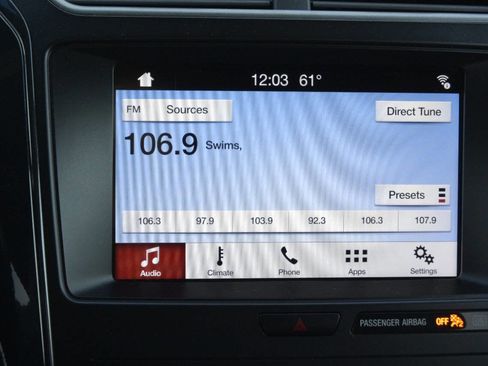 12:03 61°
FM Sources Direct Tune
106.9 Swims,
Presets
106.3 97.9 103.9 92.3 106.3 107.9
Audio Climate Phone Apps Settings
PASSENGER AIRBAG OFF